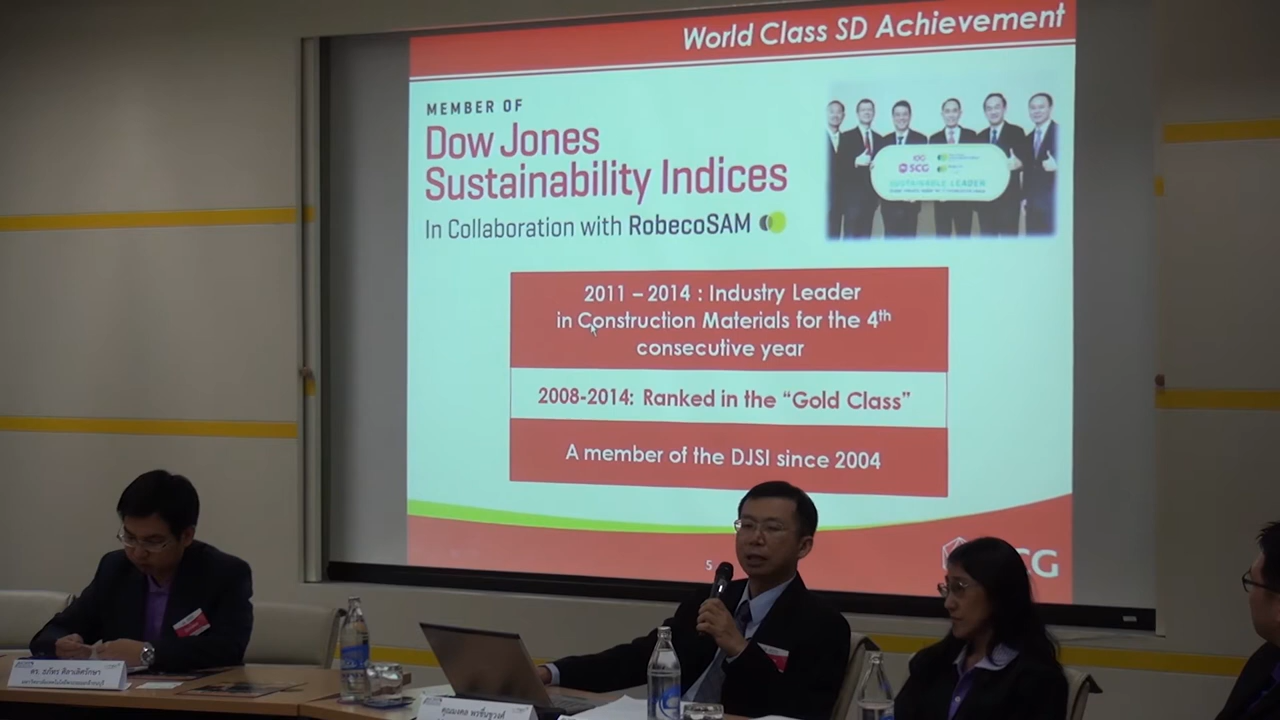 World Class SD Achievement
MEMBER OF
Dow Jones
Sustainability Indices
In Collaboration with RobecoSAM
SCG
SUSTAINABLE LEADER
2011 – 2014 : Industry Leader
in Construction Materials for the 4th
consecutive year
2008-2014: Ranked in the “Gold Class”
A member of the DJSI since 2004
5
CG